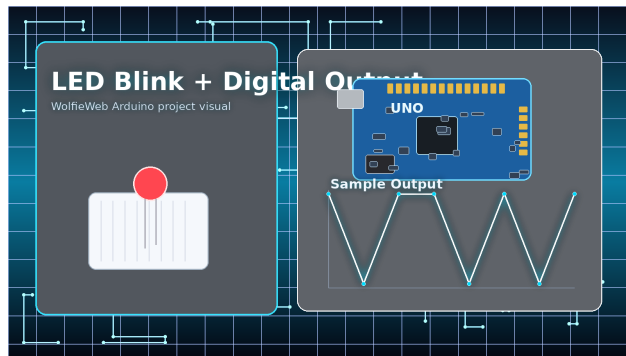 LED Blink + Digital Output
WolfieWeb Arduino project visual
UNO
Sample Output